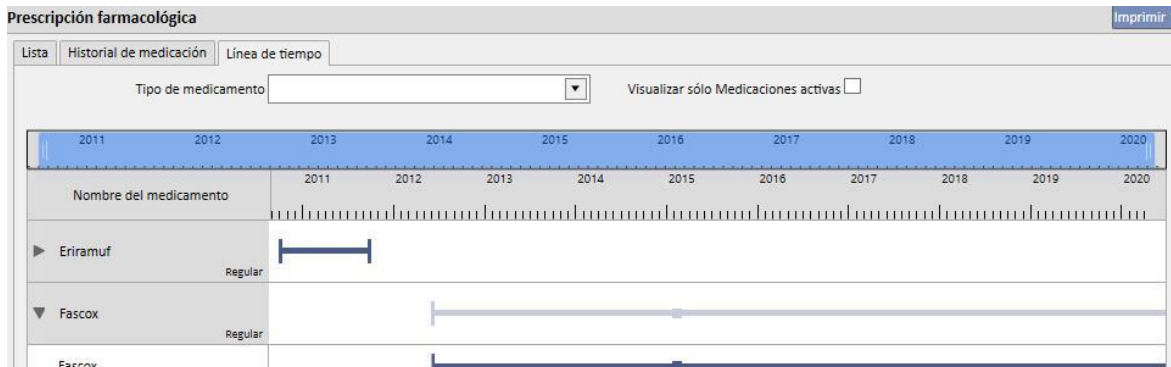 Prescripción farmacológica
Imprimir
Lista Historial de medicación Línea de tiempo
Tipo de medicamento
Visualizar sólo Medicaciones activas
2011 2012 2013 2014 2015 2016 2017 2018 2019 2020
Nombre del medicamento
2011 2012 2013 2014 2015 2016 2017 2018 2019 2020
Eriramuf
Regular
Fascox
Regular
Fascox